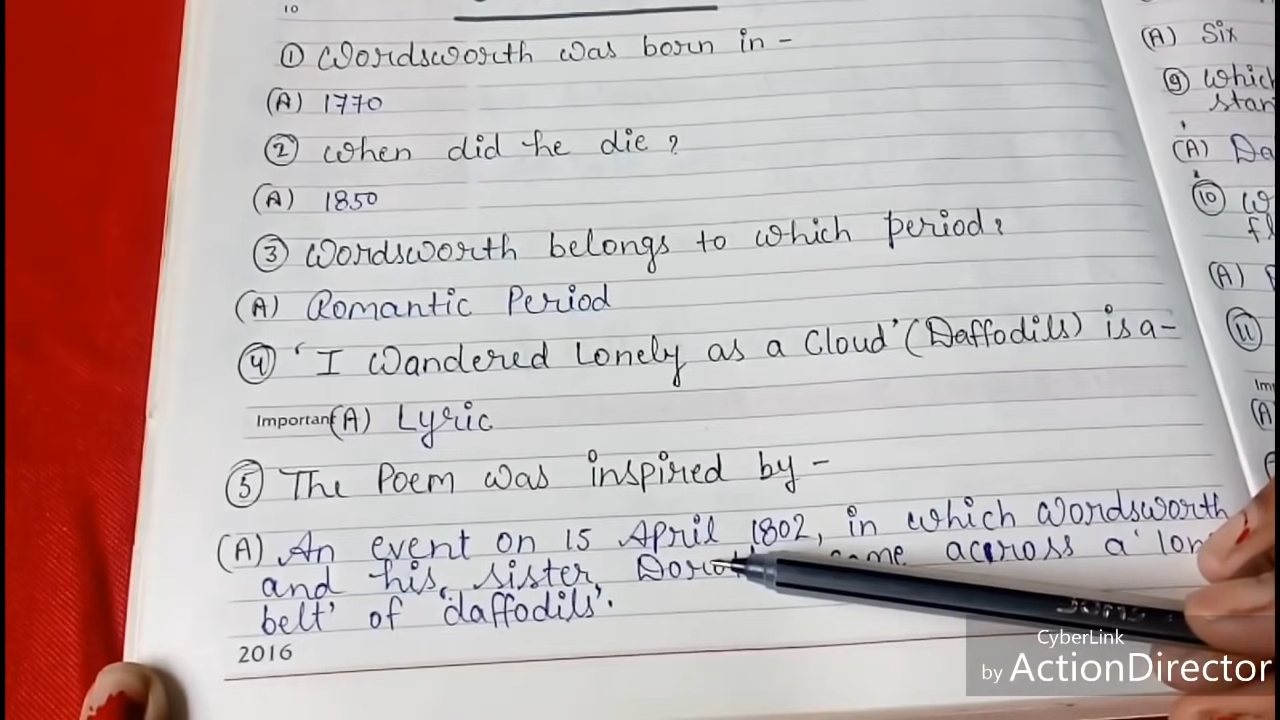 10
① Wordsworth was born in -
(A) 1770
② When did he die ?
(A) 1850
③ Wordsworth belongs to which period?
(A) Romantic Period
④ 'I Wandered Lonely as a Cloud' (Daffodils) is a-
Important (A) Lyric
⑤ The Poem was inspired by -
(A) An event on 15 April 1802, in which Wordsworth
and his sister, accross a
belt' of 'daffodils'.
2016
(A) Six
⑨ Which
(A)
⑩
(A)
⑪
CyberLink
by ActionDirector